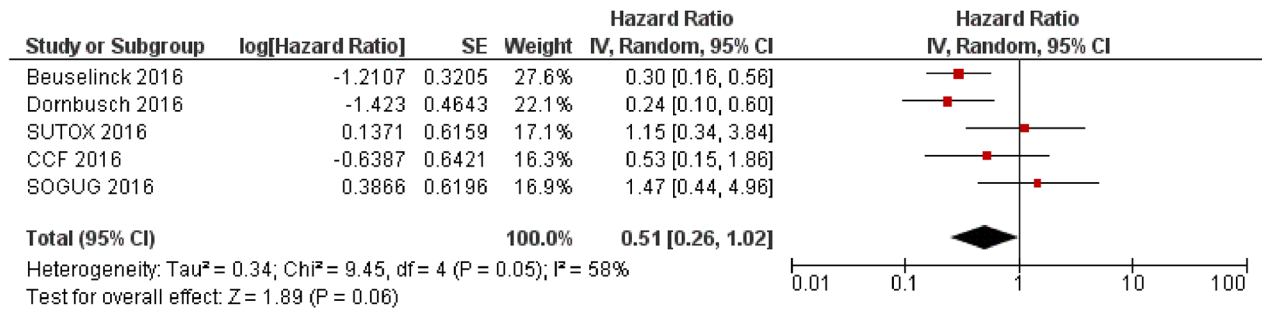 Hazard Ratio Hazard Ratio
Study or Subgroup log[Hazard Ratio] SE Weight IV, Random, 95% CI IV, Random, 95% CI
Beuselinck 2016 -1.2107 0.3205 27.6% 0.30 [0.16, 0.56]
Dornbusch 2016 -1.423 0.4643 22.1% 0.24 [0.10, 0.60]
SUTOX 2016 0.1371 0.6159 17.1% 1.15 [0.34, 3.84]
CCF 2016 -0.6387 0.6421 16.3% 0.53 [0.15, 1.86]
SOGUG 2016 0.3866 0.6196 16.9% 1.47 [0.44, 4.96]
Total (95% CI) 100.0% 0.51 [0.26, 1.02]
Heterogeneity: Tau² = 0.34; Chi² = 9.45, df = 4 (P = 0.05); I² = 58%
Test for overall effect: Z = 1.89 (P = 0.06)
0.01 0.1 1 10 100